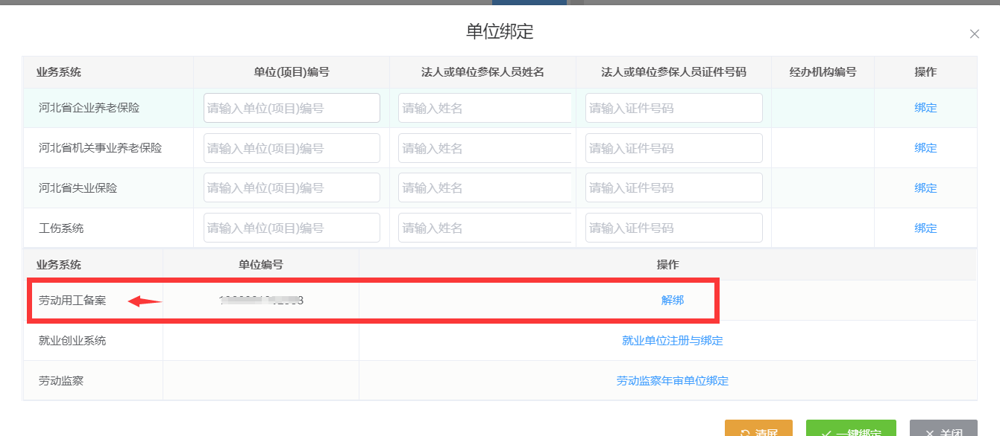 单位绑定
业务系统 单位(项目)编号 法人或单位参保人员姓名 法人或单位参保人员证件号码 经办机构编号 操作
河北省企业养老保险 请输入单位(项目)编号 请输入姓名 请输入证件号码 绑定
河北省机关事业养老保险 请输入单位(项目)编号 请输入姓名 请输入证件号码 绑定
河北省失业保险 请输入单位(项目)编号 请输入姓名 请输入证件号码 绑定
工伤系统 请输入单位(项目)编号 请输入姓名 请输入证件号码 绑定
业务系统 单位编号 操作
劳动用工备案 解绑
就业创业系统 就业单位注册与绑定
劳动监察 劳动监察年审单位绑定
清屏 一键绑定 关闭